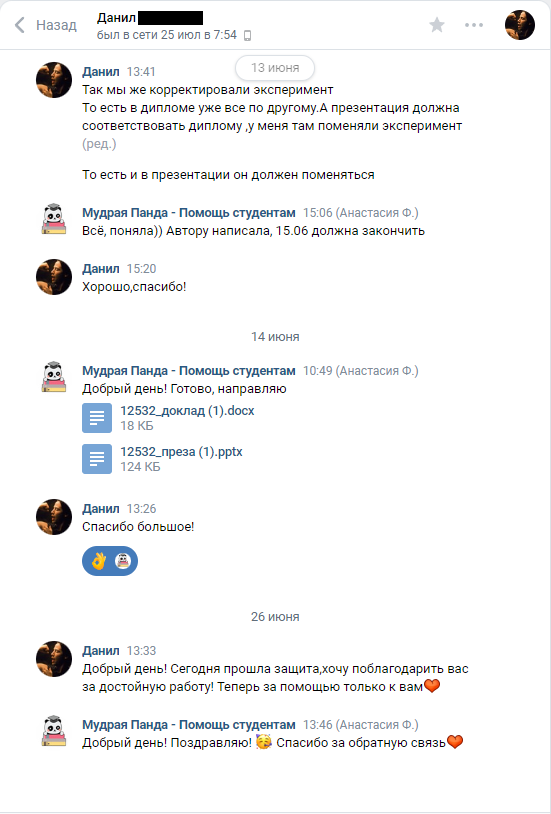 Назад
Данил
был в сети 25 июл в 7:54
13 июня
Данил 13:41
Так мы же корректировали эксперимент
То есть в дипломе уже все по другому.А презентация должна
соответствовать диплому ,у меня там поменяли эксперимент
(ред.)
То есть и в презентации он должен поменяться
Мудрая Панда - Помощь студентам 15:06 (Анастасия Ф.)
Всё, поняла)) Автору написала, 15.06 должна закончить
Данил 15:20
Хорошо,спасибо!
14 июня
Мудрая Панда - Помощь студентам 10:49 (Анастасия Ф.)
Добрый день! Готово, направляю
12532_доклад (1).docx
18 КБ
12532_преза (1).pptx
124 КБ
Данил 13:26
Спасибо большое!
👌
26 июня
Данил 13:33
Добрый день! Сегодня прошла защита,хочу поблагодарить вас
за достойную работу! Теперь за помощью только к вам❤
Мудрая Панда - Помощь студентам 13:46 (Анастасия Ф.)
Добрый день! Поздравляю! 🥳 Спасибо за обратную связь❤